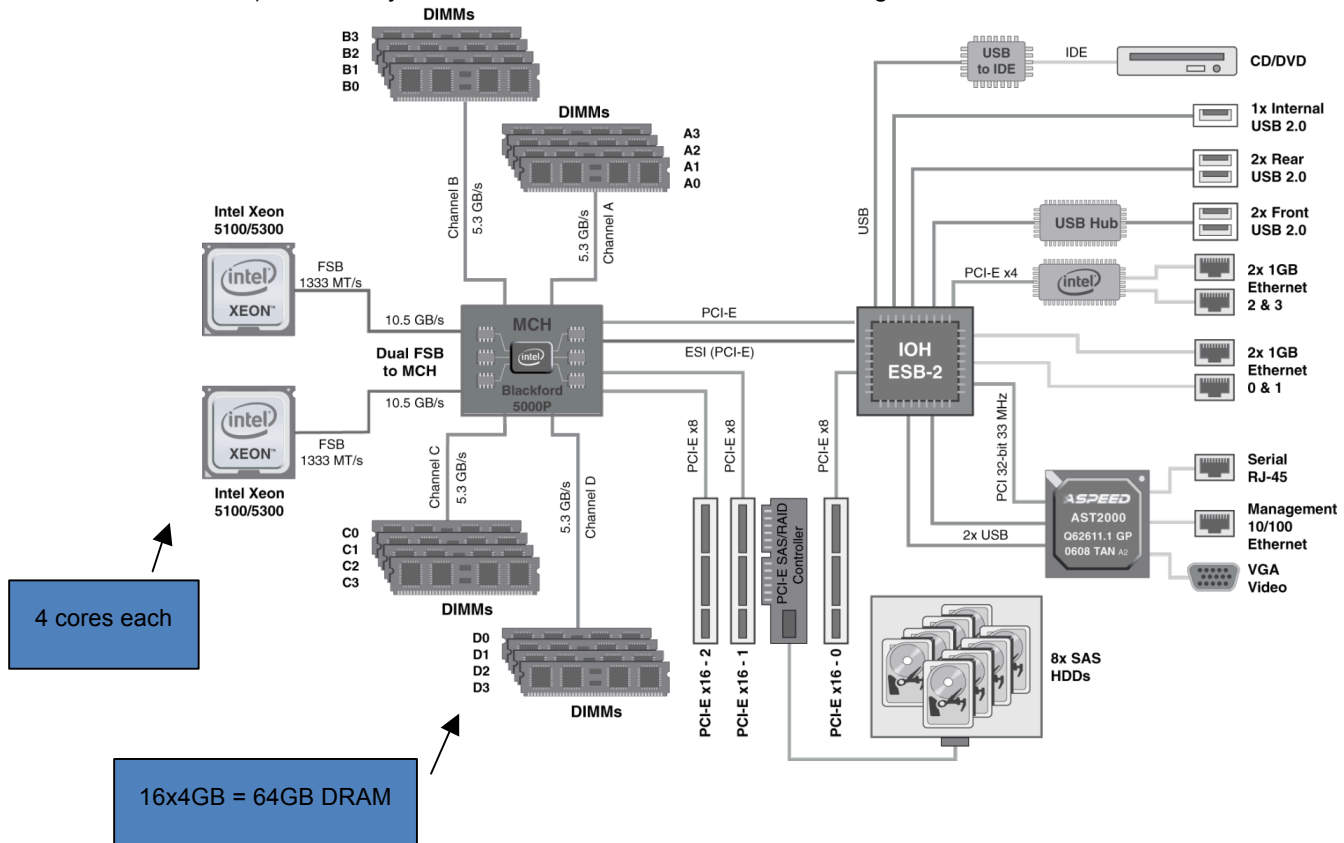 DIMMs
B3
B2
B1
B0
DIMMs
A3
A2
A1
A0
Channel B
5.3 GB/s
5.3 GB/s
Channel A
Intel Xeon
5100/5300
intel
XEON™
FSB
1333 MT/s
10.5 GB/s
Dual FSB
to MCH
10.5 GB/s
intel
XEON™
FSB
1333 MT/s
Intel Xeon
5100/5300
MCH
intel
Blackford
5000P
PCI-E
ESI (PCI-E)
Channel C
5.3 GB/s
5.3 GB/s
Channel D
C0
C1
C2
C3
DIMMs
D0
D1
D2
D3
DIMMs
4 cores each
16x4GB = 64GB DRAM
USB
to IDE
IDE
CD/DVD
1x Internal
USB 2.0
2x Rear
USB 2.0
USB
USB Hub
2x Front
USB 2.0
PCI-E x4
intel
2x 1GB
Ethernet
2 & 3
IOH
ESB-2
2x 1GB
Ethernet
0 & 1
PCI-E x8
PCI-E x8
PCI-E x8
PCI 32-bit 33 MHz
2x USB
ASPEED
AST2000
Q62611.1 GP
0608 TAN A2
Serial
RJ-45
Management
10/100
Ethernet
VGA
Video
PCI-E SAS/RAID
Controller
PCI-E x16 - 2
PCI-E x16 - 1
PCI-E x16 - 0
8x SAS
HDDs